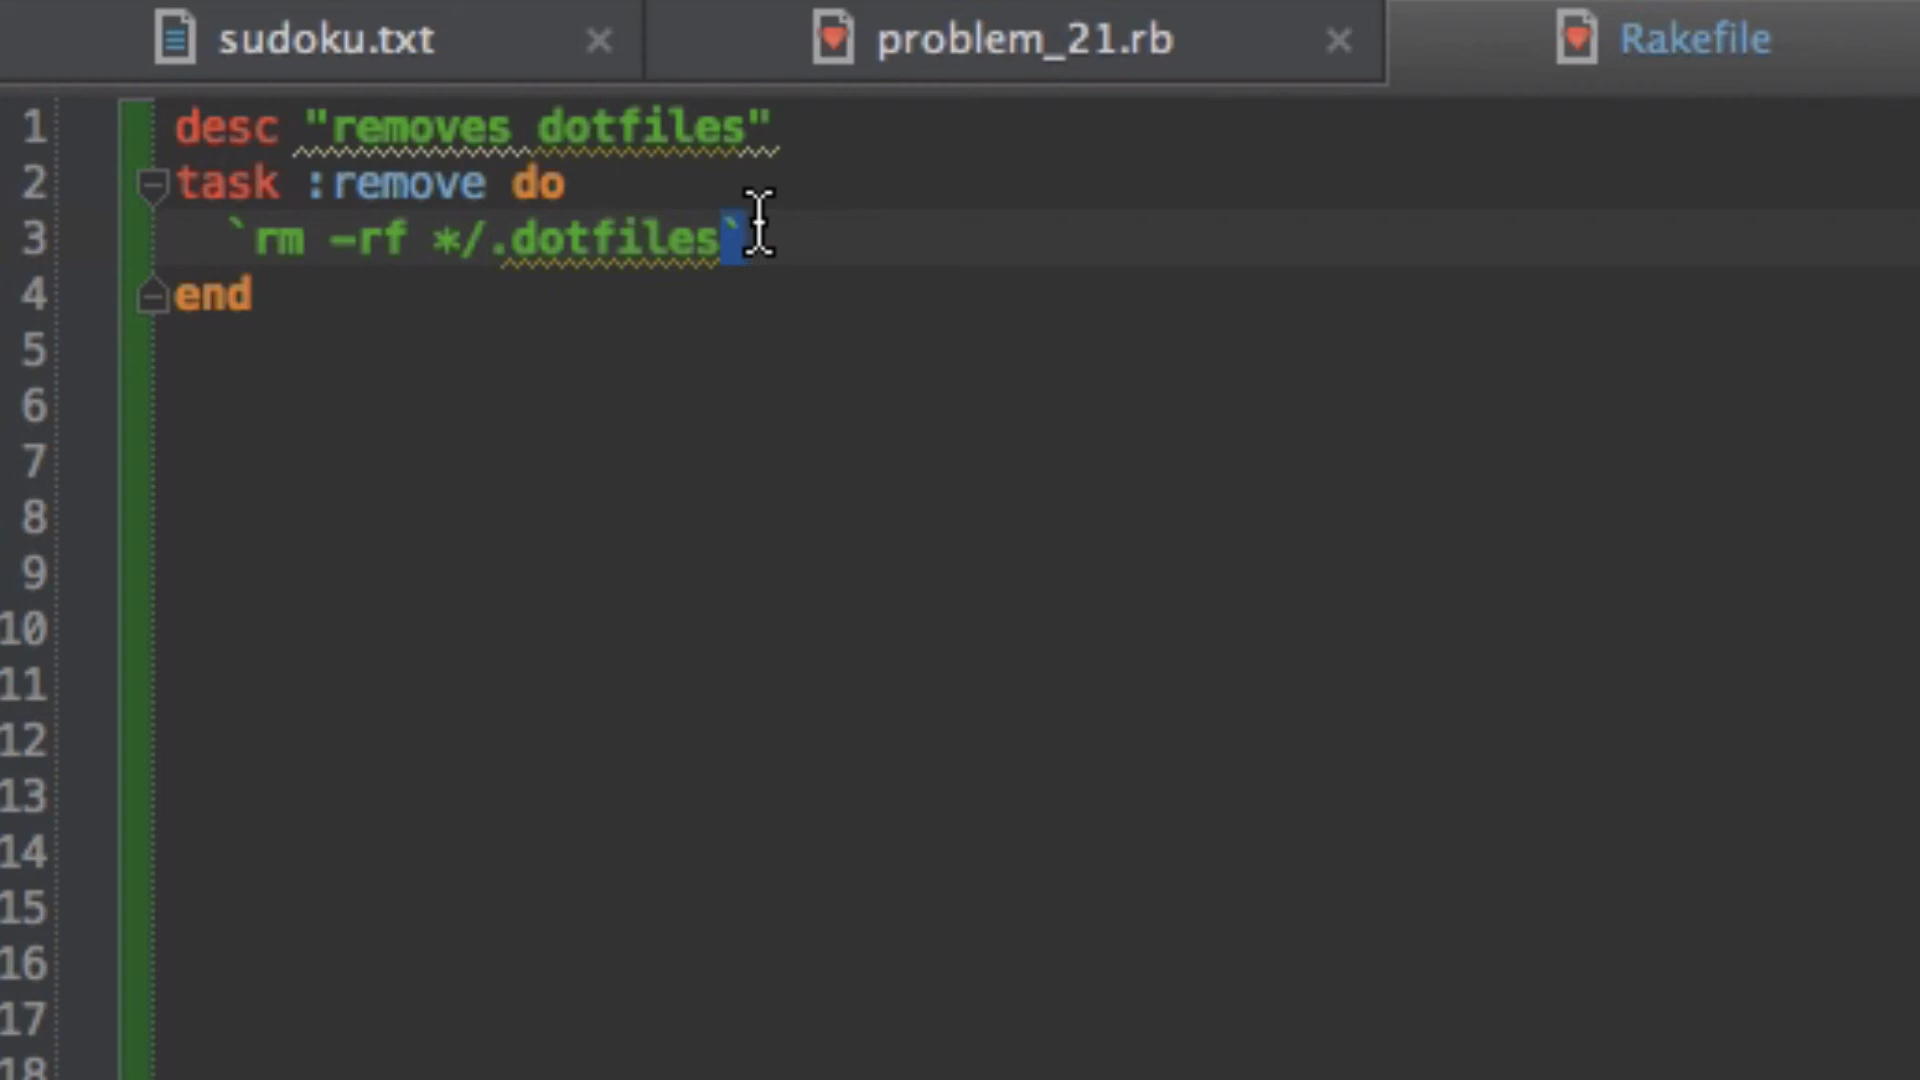 sudoku.txt problem_21.rb Rakefile
1 desc "removes dotfiles"
2 task :remove do
3 `rm -rf */.dotfiles`
4 end
5
6
7
8
9
10
11
12
13
14
15
16
17
18